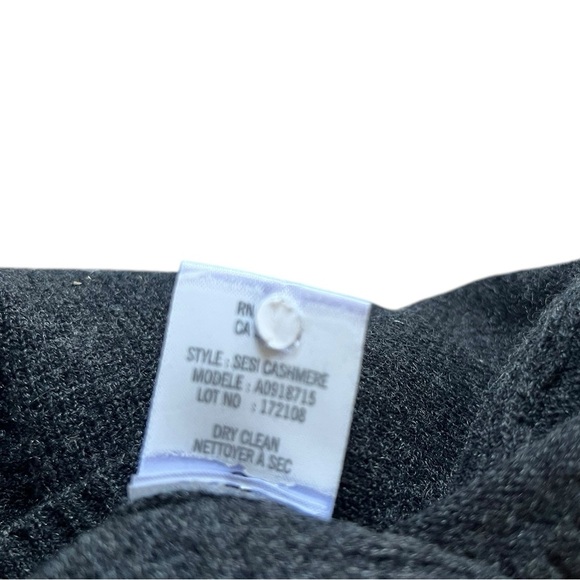 RN
CA
STYLE : SESI CASHMERE
MODELE : A0918715
LOT NO : 172108
DRY CLEAN
NETTOYER À SEC